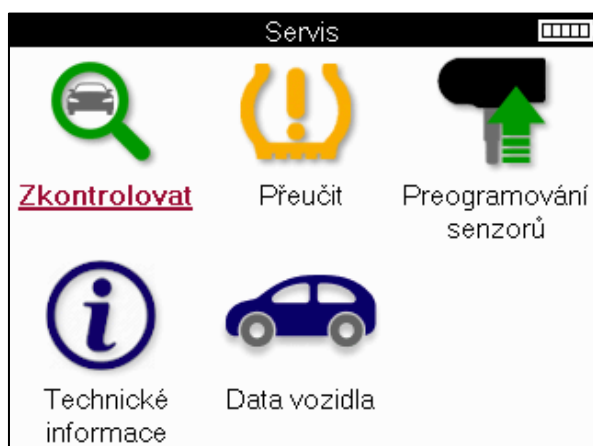 Servis
Zkontrolovat
Přeučit
Preogramování
senzorů
Technické
informace
Data vozidla